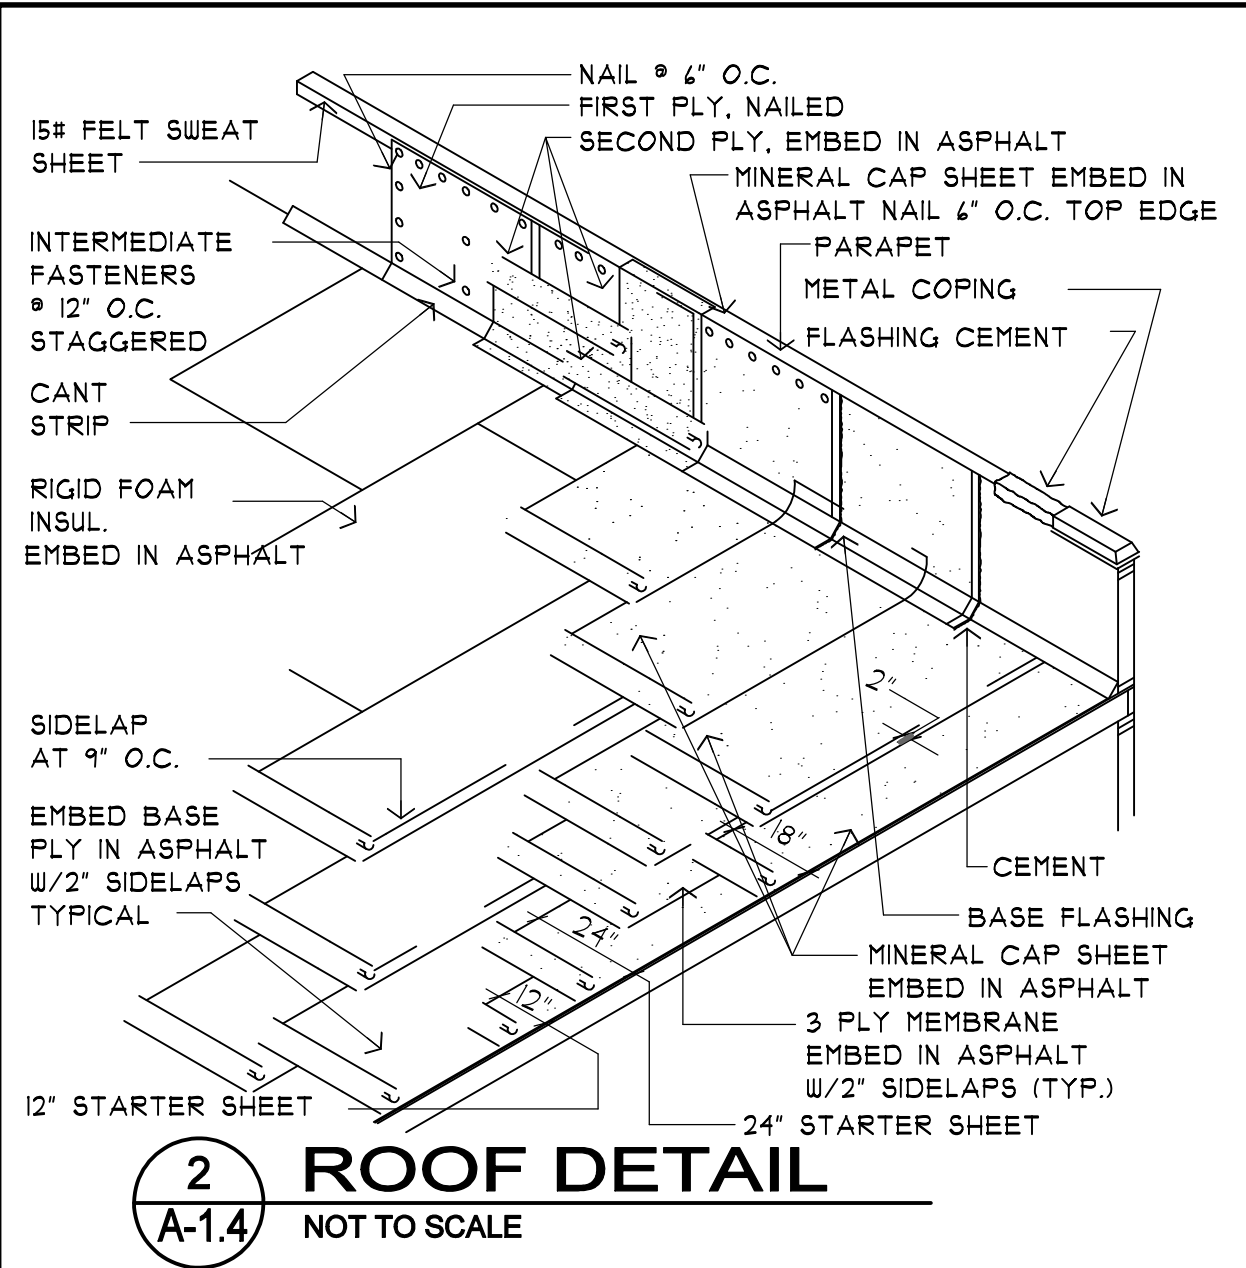 NAIL @ 6" O.C.
FIRST PLY, NAILED
SECOND PLY, EMBED IN ASPHALT
15# FELT SWEAT
SHEET
MINERAL CAP SHEET EMBED IN
ASPHALT NAIL 6" O.C. TOP EDGE
INTERMEDIATE
FASTENERS
@ 12" O.C.
STAGGERED
PARAPET
METAL COPING
FLASHING CEMENT
CANT
STRIP
RIGID FOAM
INSUL.
EMBED IN ASPHALT
2"
SIDELAP
AT 9" O.C.
EMBED BASE
PLY IN ASPHALT
W/2" SIDELAPS
TYPICAL
18"
CEMENT
24"
BASE FLASHING
MINERAL CAP SHEET
EMBED IN ASPHALT
12"
3 PLY MEMBRANE
EMBED IN ASPHALT
W/2" SIDELAPS (TYP.)
12" STARTER SHEET
24" STARTER SHEET
2
A-1.4
ROOF DETAIL
NOT TO SCALE